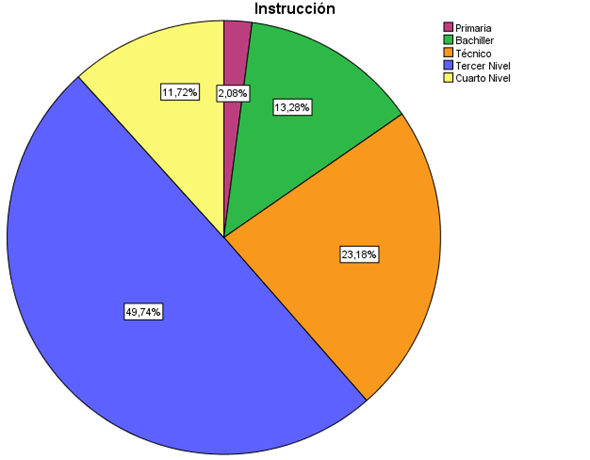 Instrucción
Primaria
Bachiller
Técnico
Tercer Nivel
Cuarto Nivel
11,72%
2,08%
13,28%
23,18%
49,74%